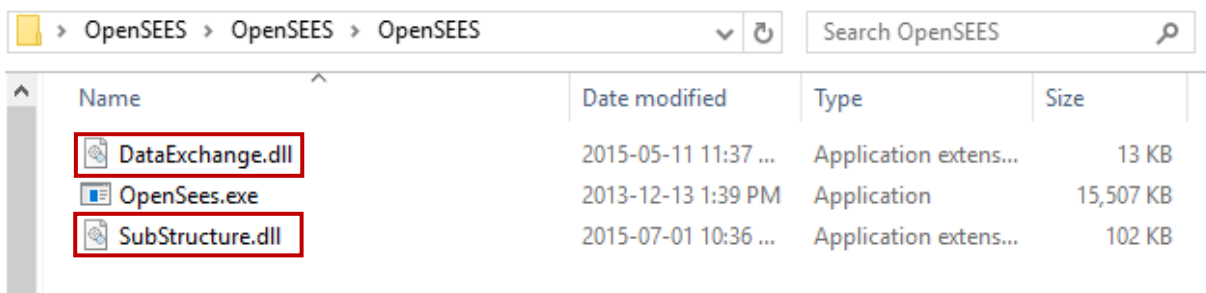 › OpenSEES › OpenSEES › OpenSEES Search OpenSEES
Name Date modified Type Size
DataExchange.dll 2015-05-11 11:37 ... Application extens... 13 KB
OpenSees.exe 2013-12-13 1:39 PM Application 15,507 KB
SubStructure.dll 2015-07-01 10:36 ... Application extens... 102 KB